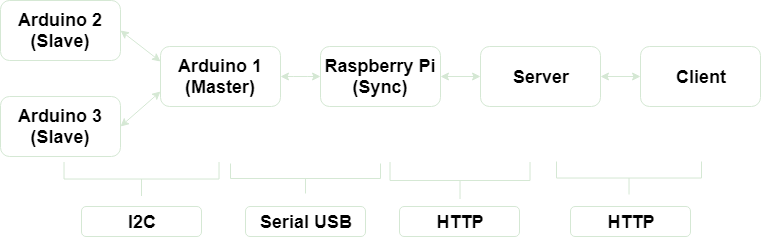 Arduino 2
(Slave)
Arduino 1
(Master)
Raspberry Pi
(Sync)
Server
Client
Arduino 3
(Slave)
I2C
Serial USB
HTTP
HTTP